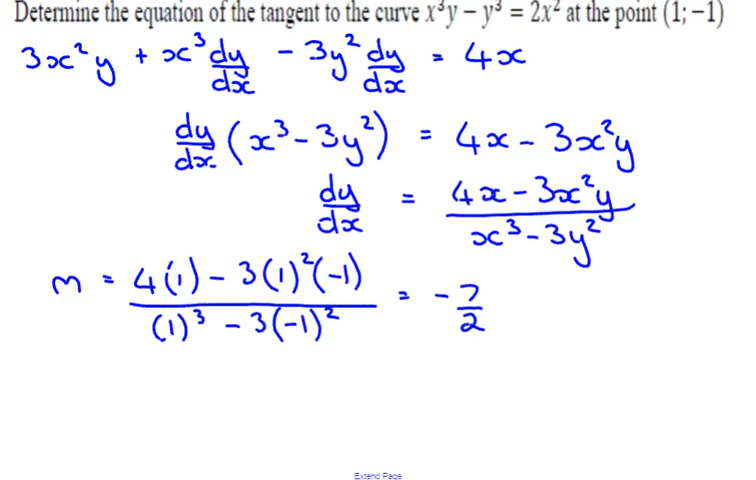 Determine the equation of the tangent to the curve x³y − y³ = 2x² at the point (1; −1)
3x²y + x³ dy/dx − 3y² dy/dx = 4x
dy/dx (x³ − 3y²) = 4x − 3x²y
dy/dx = (4x − 3x²y)/(x³ − 3y²)
m = (4(1) − 3(1)²(−1))/((1)³ − 3(−1)²) = −7/2
Extend Page